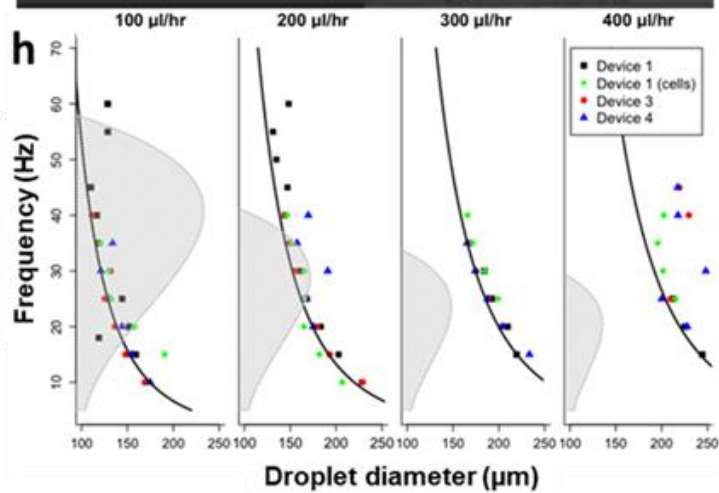 100 µl/hr 200 µl/hr 300 µl/hr 400 µl/hr
h
Frequency (Hz)
70
60
50
40
30
20
10
Device 1
Device 1 (cells)
Device 3
Device 4
100 150 200 250 100 150 200 250 100 150 200 250 100 150 200 250
Droplet diameter (µm)